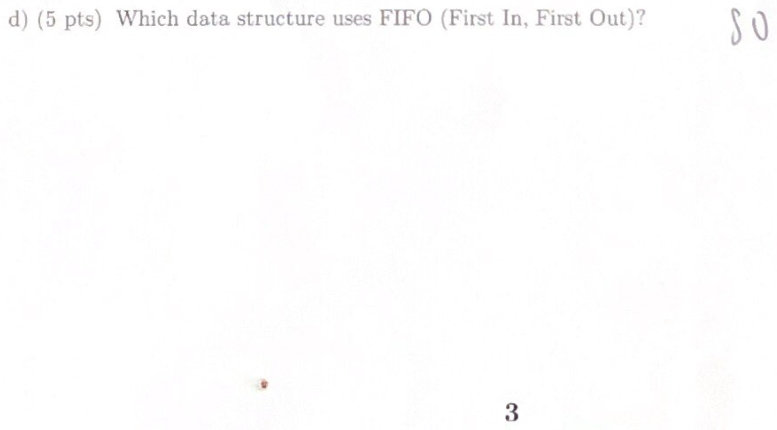 d) (5 pts) Which data structure uses FIFO (First In, First Out)?
3